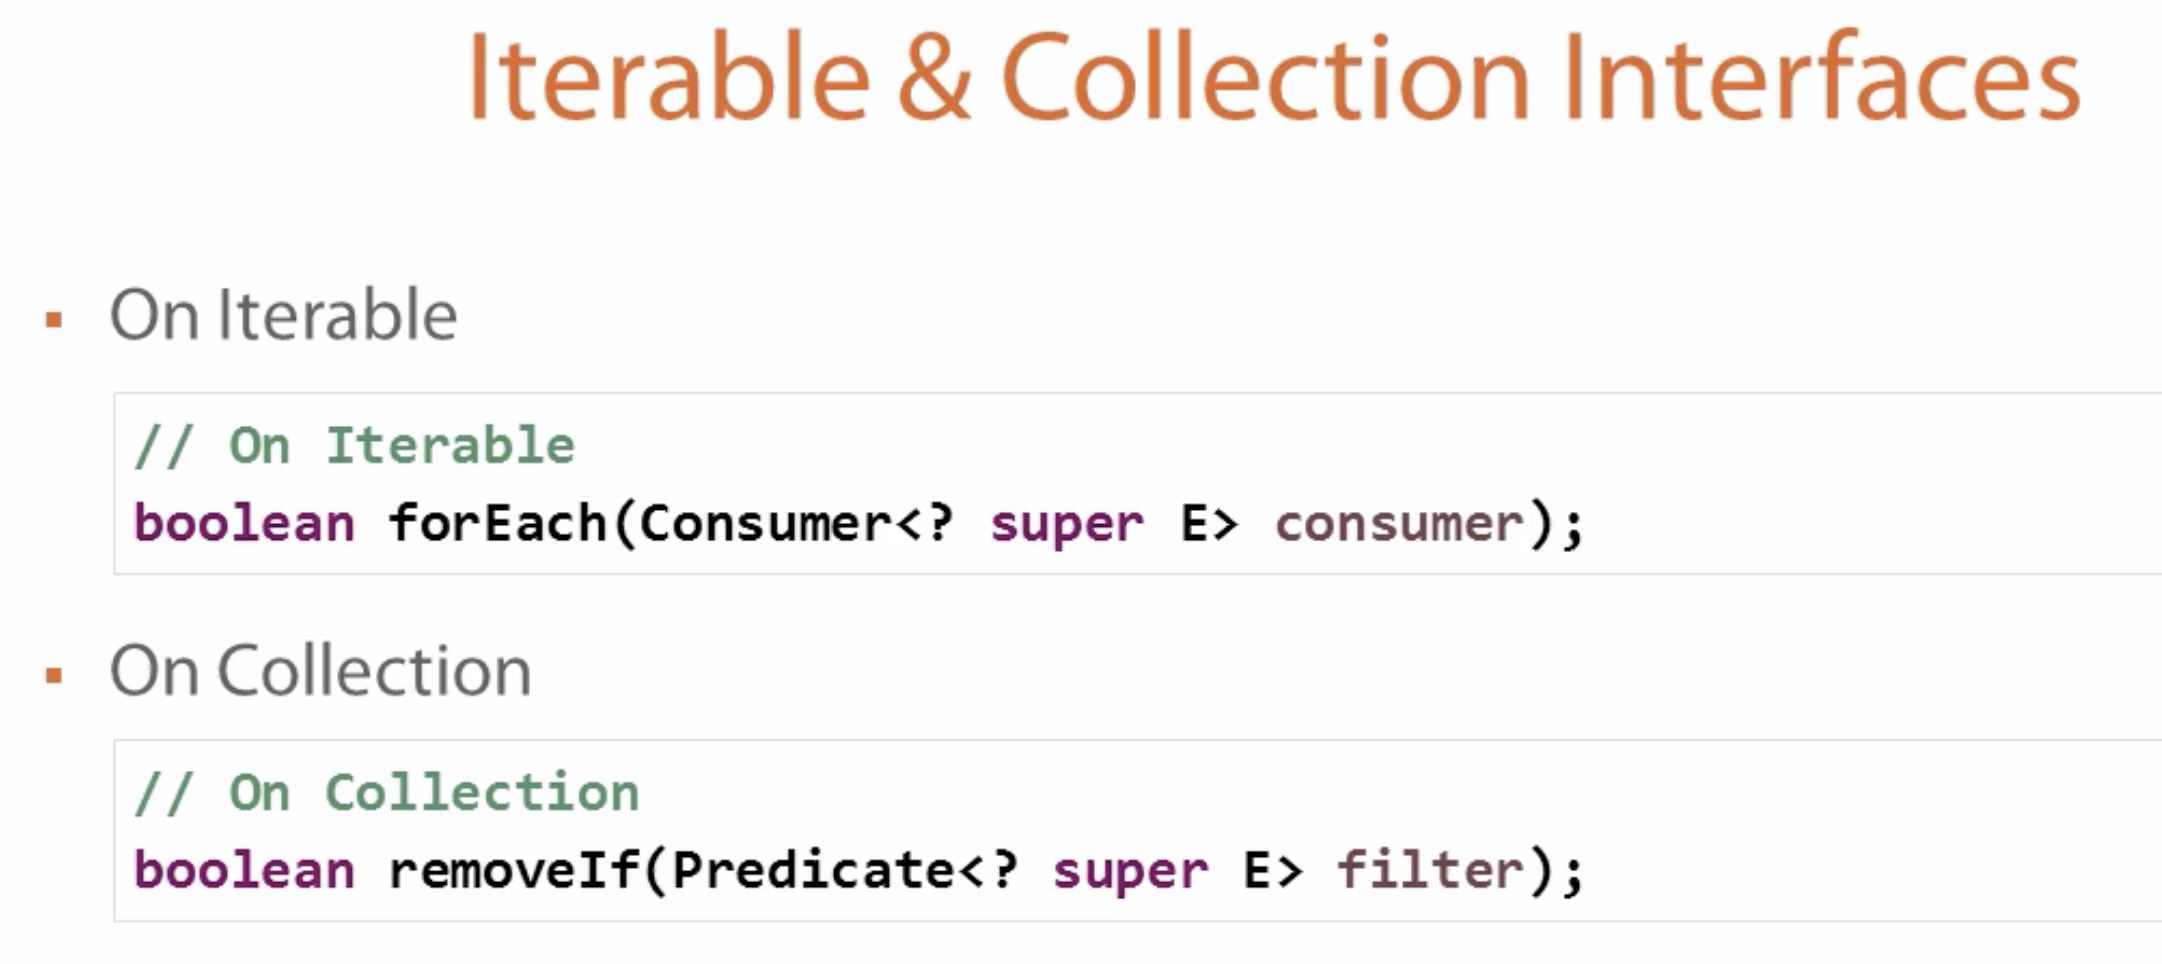 Iterable & Collection Interfaces
▪ On Iterable
// On Iterable
boolean forEach(Consumer<? super E> consumer);
▪ On Collection
// On Collection
boolean removeIf(Predicate<? super E> filter);